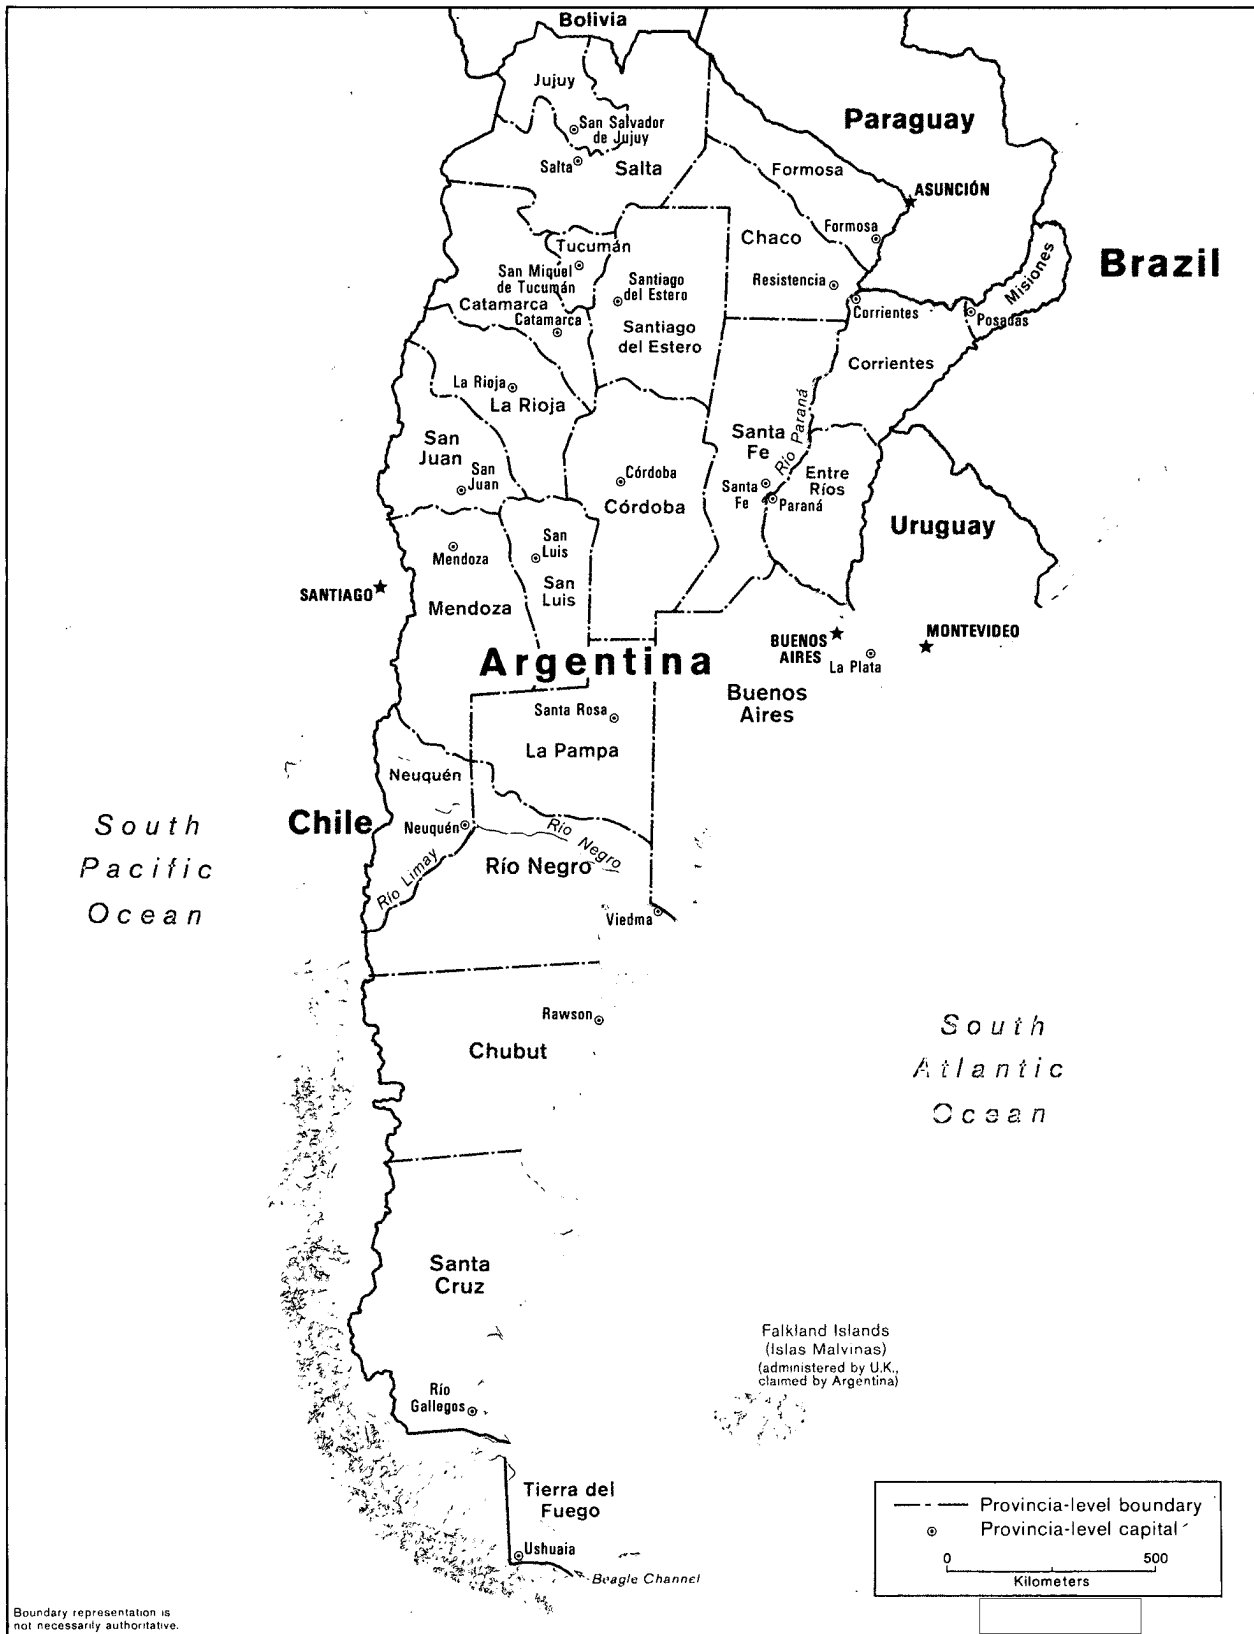 Bolivia
Jujuy
San Salvador
de Jujuy
Salta
Salta
Paraguay
Formosa
ASUNCIÓN
Formosa
Chaco
Tucumán
San Miquel
de Tucumán
Catamarca
Catamarca
Santiago
del Estero
Santiago
del Estero
Resistencia
Corrientes
Posadas
Misiones
Brazil
Corrientes
La Rioja
La Rioja
San
Juan
San
Juan
Córdoba
Córdoba
Santa
Fe
Santa
Fe
Río Paraná
Entre
Ríos
Paraná
Uruguay
Mendoza
San
Luis
San
Luis
SANTIAGO
Mendoza
Argentina
BUENOS
AIRES
La Plata
MONTEVIDEO
Buenos
Aires
Santa Rosa
La Pampa
Neuquén
Chile
Neuquén
Río Negro
Río Limay
Río Negro
Viedma
South
Pacific
Ocean
Rawson
Chubut
South
Atlantic
Ocean
Santa
Cruz
Falkland Islands
(Islas Malvinas)
(administered by U.K.,
claimed by Argentina)
Río
Gallegos
Tierra del
Fuego
Ushuaia
Beagle Channel
Provincia-level boundary
Provincia-level capital
0 500
Kilometers
Boundary representation is
not necessarily authoritative.